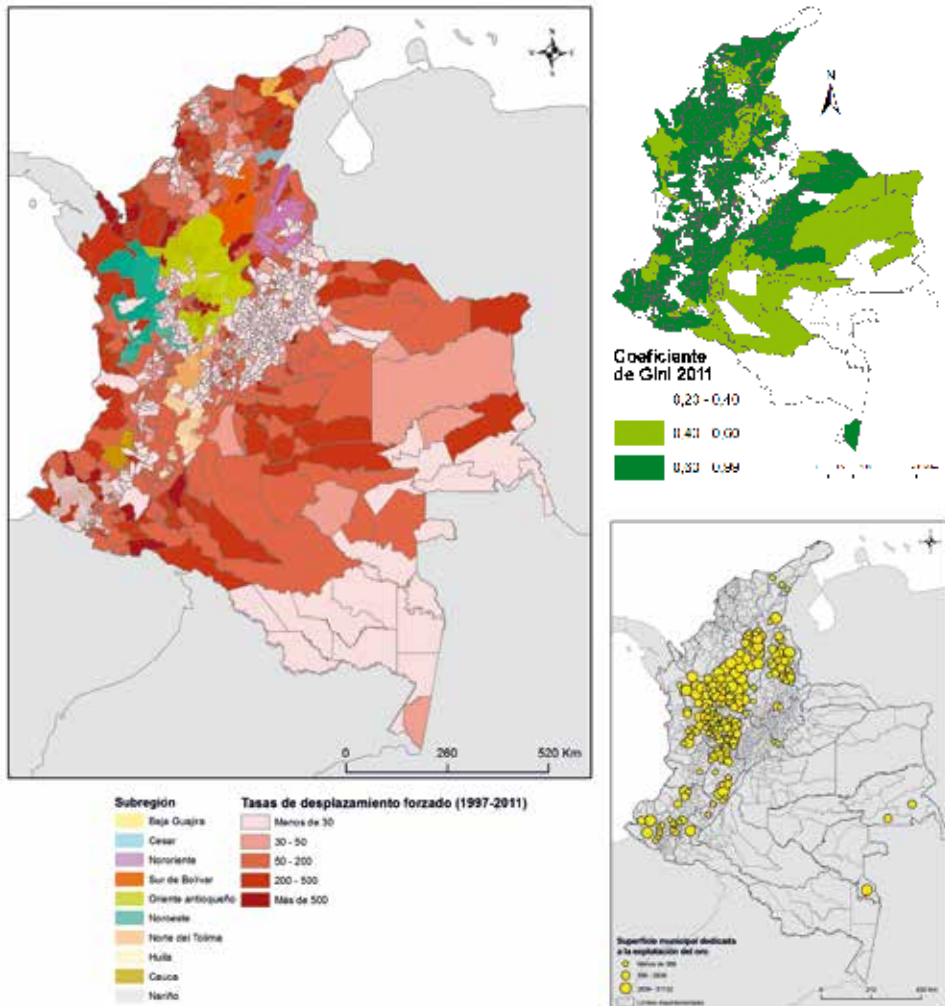 N
Coeficiente
de Gini 2011
0,20 - 0,40
0,40 - 0,60
0,60 - 0,99
0 260 520 Km
Subregión
Baja Guajira
Cesar
Nororiente
Sur de Bolívar
Oriente antioqueño
Noroeste
Norte del Tolima
Huila
Cauca
Nariño
Tasas de desplazamiento forzado (1997-2011)
Menos de 30
30 - 50
50 - 200
200 - 500
Más de 500
Superficie municipal dedicada
a la explotación del oro
Límites departamentales